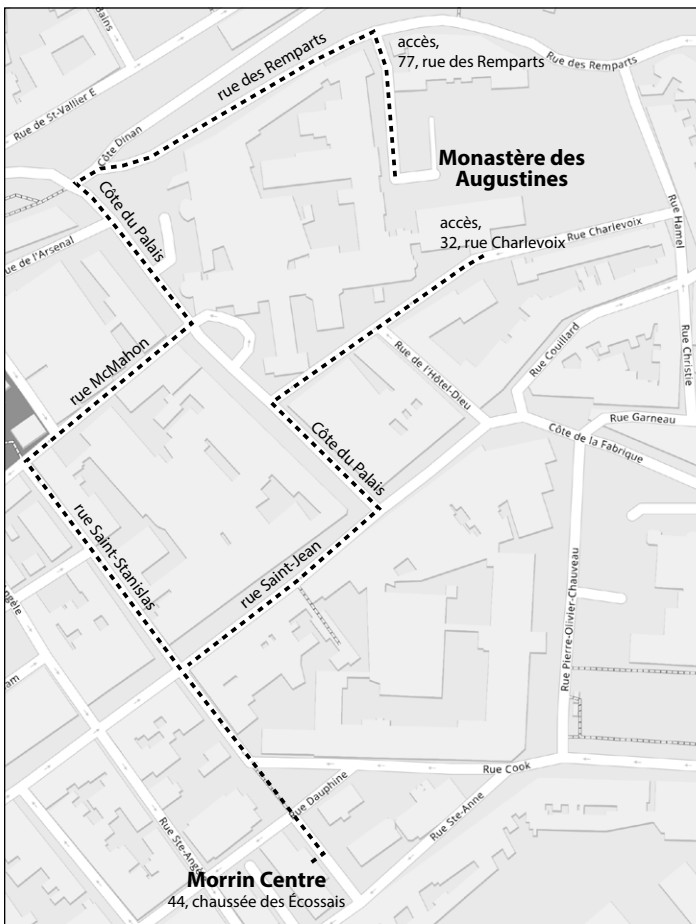 Bains
Rue de St-Vallier E
Côte Dinan
rue des Remparts
accès,
77, rue des Remparts
Rue des Remparts
Monastère des
Augustines
Côte du Palais
Rue Hamel
accès,
32, rue Charlevoix
Rue Charlevoix
ue de l'Arsenal
rue McMahon
Rue de l'Hôtel-Dieu
Rue Couillard
Rue Christie
Rue Garneau
Côte du Palais
Côte de la Fabrique
rue Saint-Stanislas
rue Saint-Jean
ngèle
Rue Pierre-Olivier-Chauveau
am
Rue Cook
Rue Dauphine
Rue Ste-Anne
Rue Ste-Angè
Morrin Centre
44, chaussée des Écossais